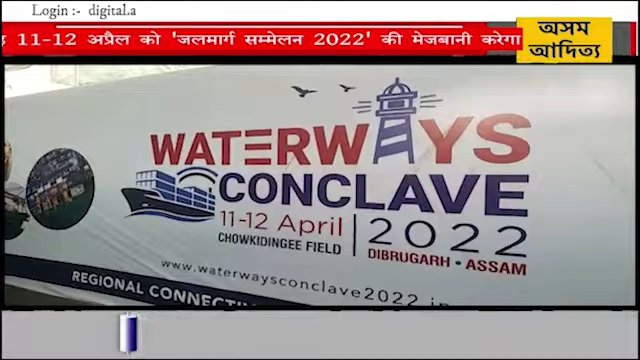 Login :- digital.a
11-12 अप्रैल को 'जलमार्ग सम्मेलन 2022' की मेजबानी करेगा
অসম
আদিত্য
WATERWAYS
CONCLAVE
11-12 April
CHOWKIDINGEE FIELD
2022
DIBRUGARH • ASSAM
www.waterwaysconclave2022.in
REGIONAL